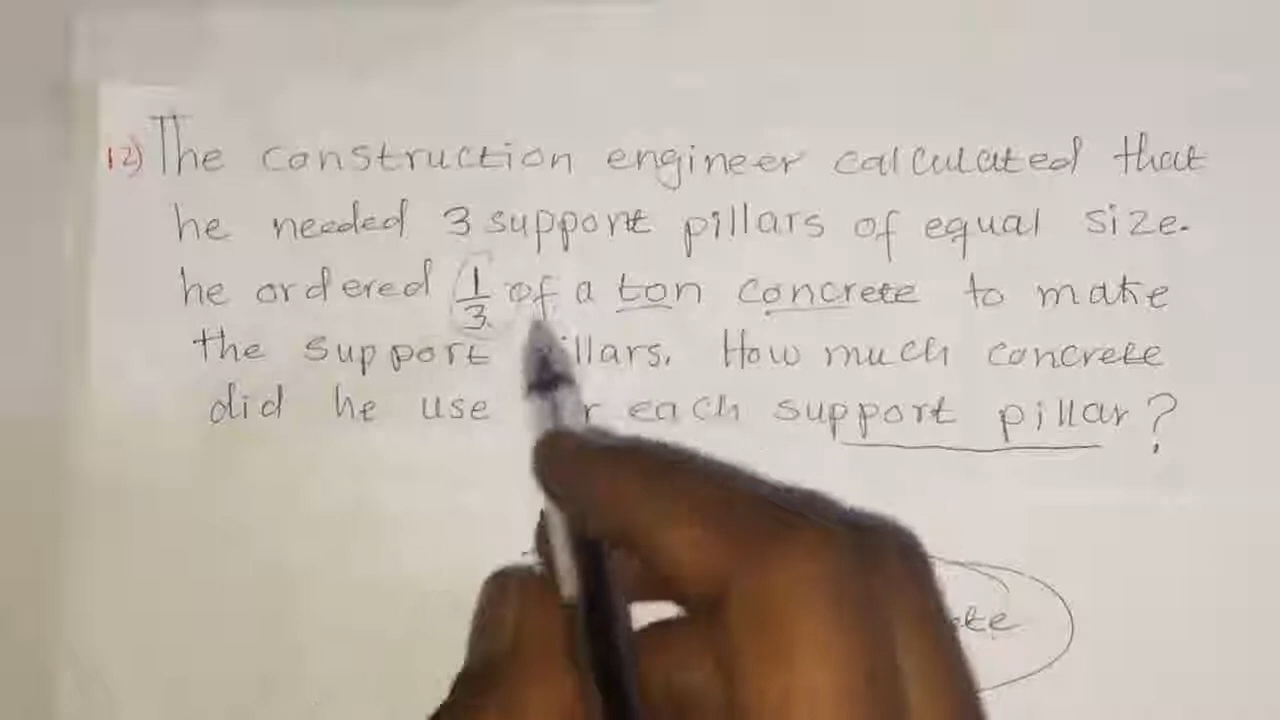 12) The construction engineer calculated that
he needed 3 support pillars of equal size.
he ordered 1/3 of a ton concrete to make
the support illars. How much concrete
did he use r each support pillar?